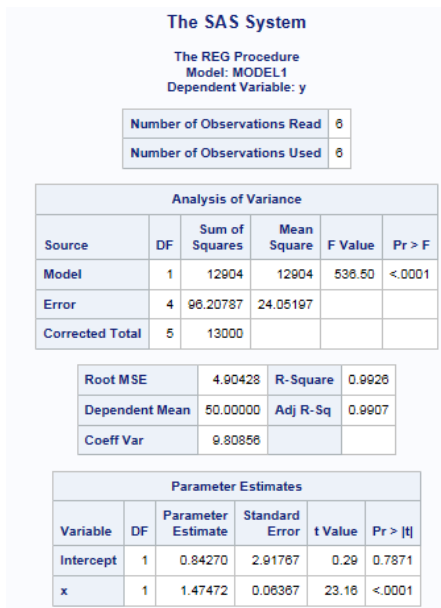 The SAS System
The REG Procedure
Model: MODEL1
Dependent Variable: y
Number of Observations Read 6
Number of Observations Used 6
Analysis of Variance
Source DF Sum of Squares Mean Square F Value Pr > F
Model 1 12904 12904 536.50 <.0001
Error 4 96.20787 24.05197
Corrected Total 5 13000
Root MSE 4.90428 R-Square 0.9926
Dependent Mean 50.00000 Adj R-Sq 0.9907
Coeff Var 9.80856
Parameter Estimates
Variable DF Parameter Estimate Standard Error t Value Pr > |t|
Intercept 1 0.84270 2.91767 0.29 0.7871
x 1 1.47472 0.06367 23.16 <.0001